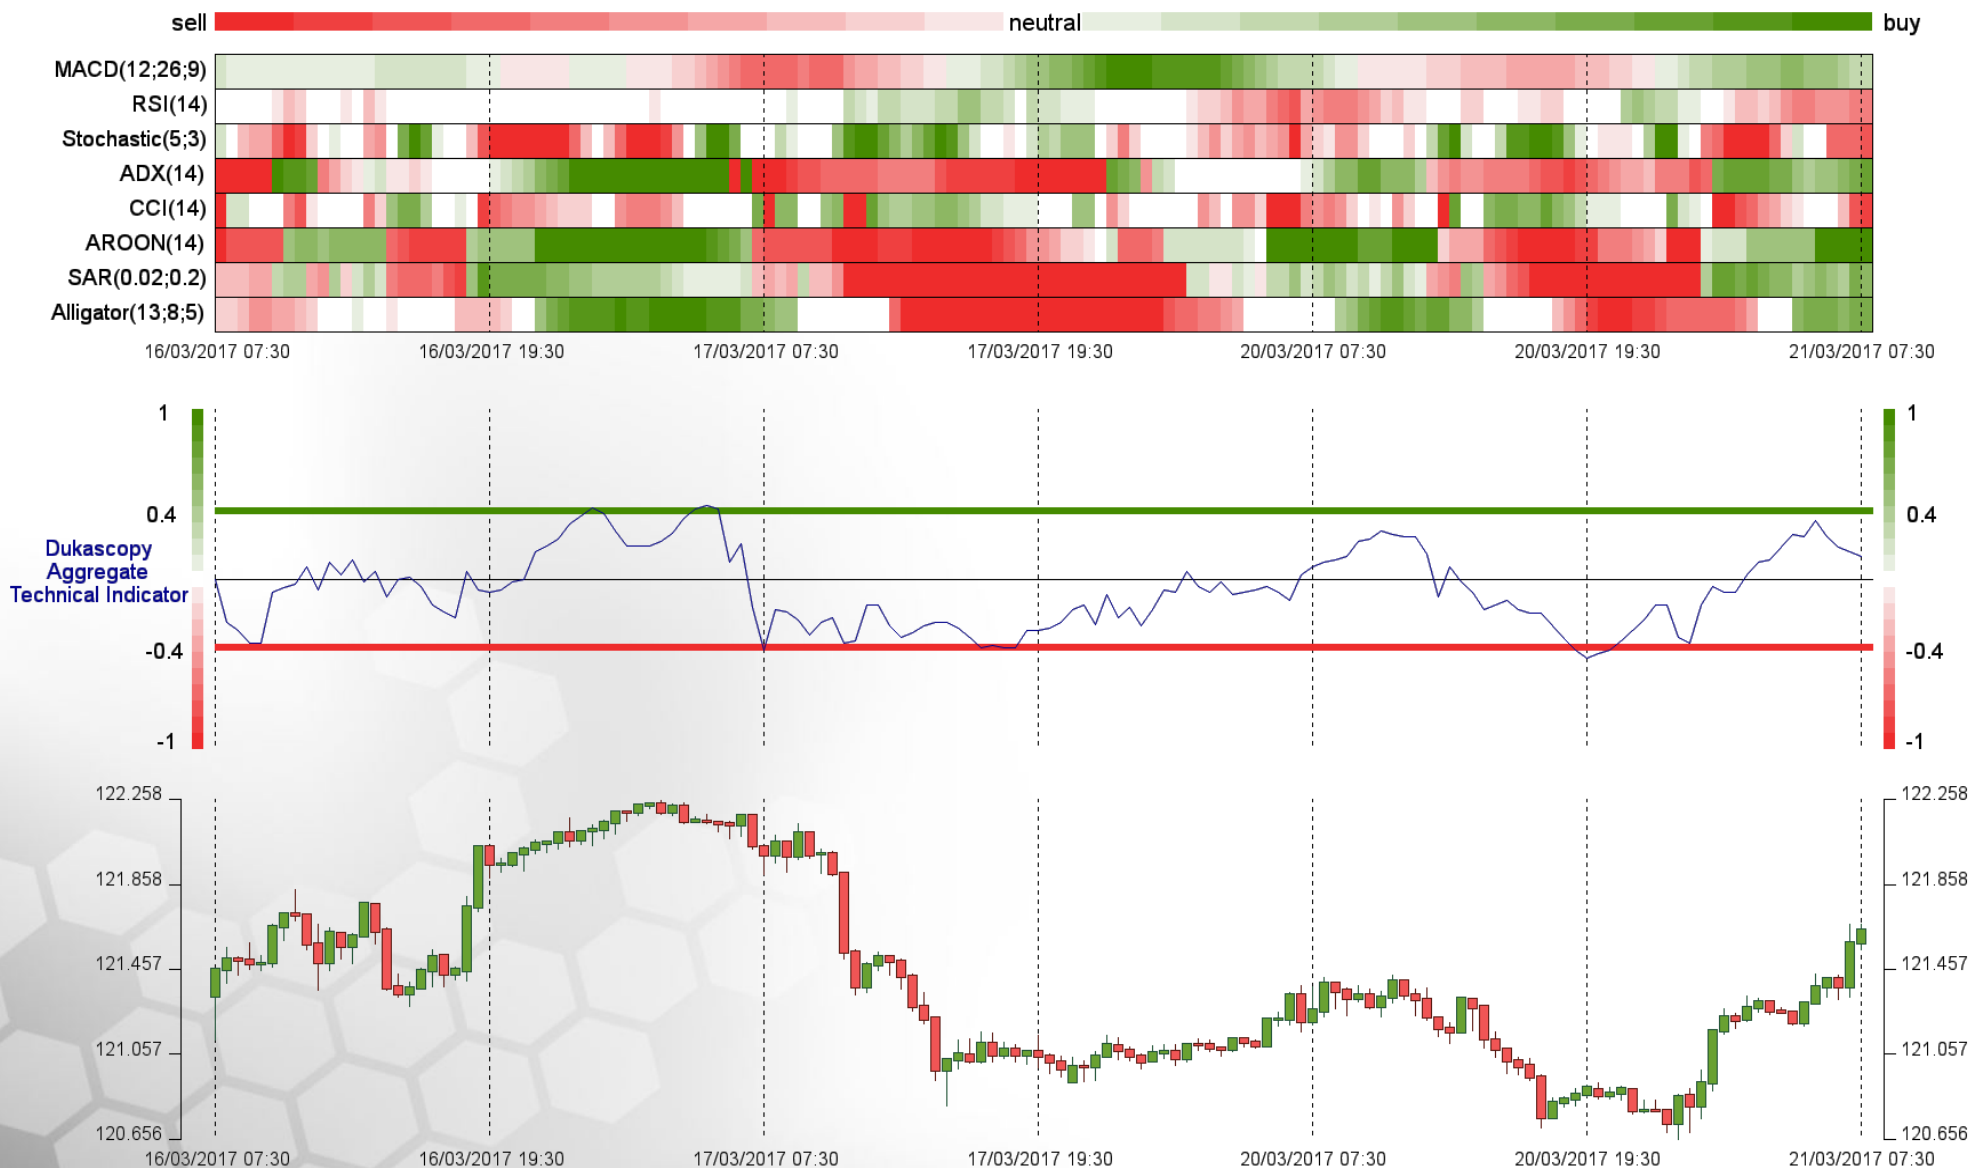 sell neutral buy
MACD(12;26;9)
RSI(14)
Stochastic(5;3)
ADX(14)
CCI(14)
AROON(14)
SAR(0.02;0.2)
Alligator(13;8;5)
16/03/2017 07:30 16/03/2017 19:30 17/03/2017 07:30 17/03/2017 19:30 20/03/2017 07:30 20/03/2017 19:30 21/03/2017 07:30
1 1
0.4 0.4
Dukascopy
Aggregate
Technical Indicator
-0.4 -0.4
-1 -1
122.258 122.258
121.858 121.858
121.457 121.457
121.057 121.057
120.656 120.656
16/03/2017 07:30 16/03/2017 19:30 17/03/2017 07:30 17/03/2017 19:30 20/03/2017 07:30 20/03/2017 19:30 21/03/2017 07:30